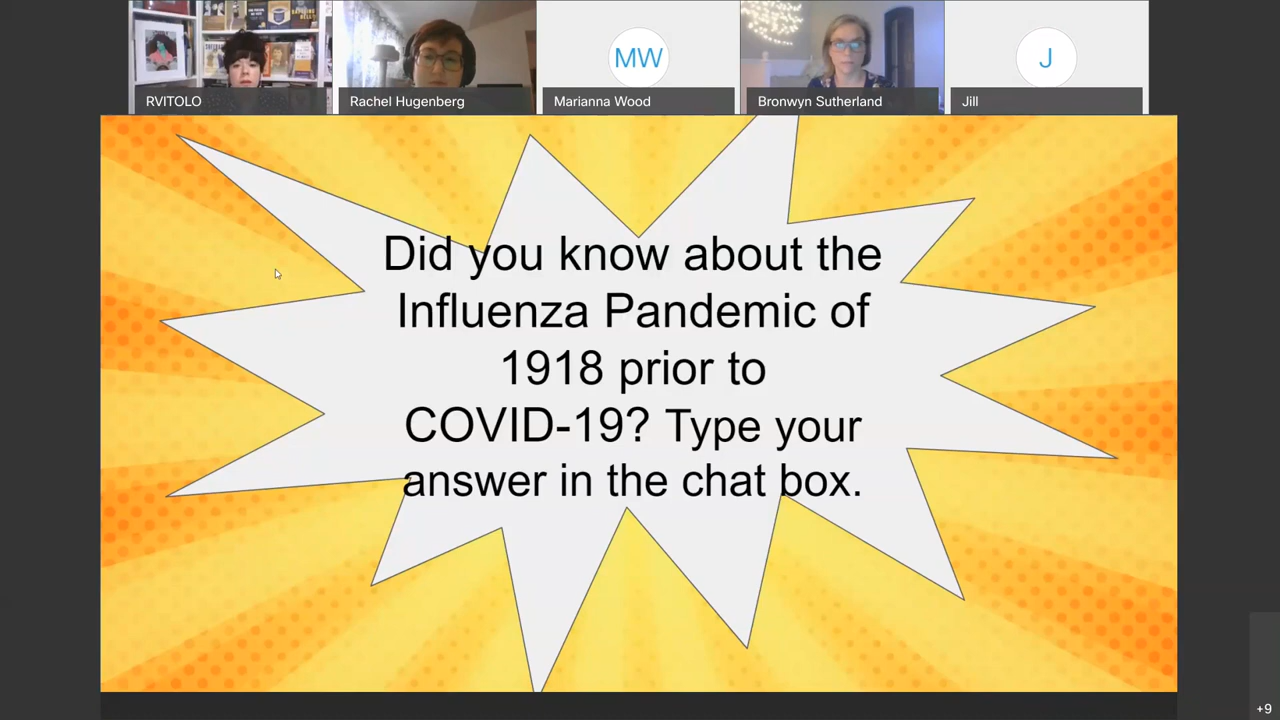 RVITOLO
Rachel Hugenberg
MW
Marianna Wood
Bronwyn Sutherland
J
Jill
Did you know about the
Influenza Pandemic of
1918 prior to
COVID-19? Type your
answer in the chat box.
+9